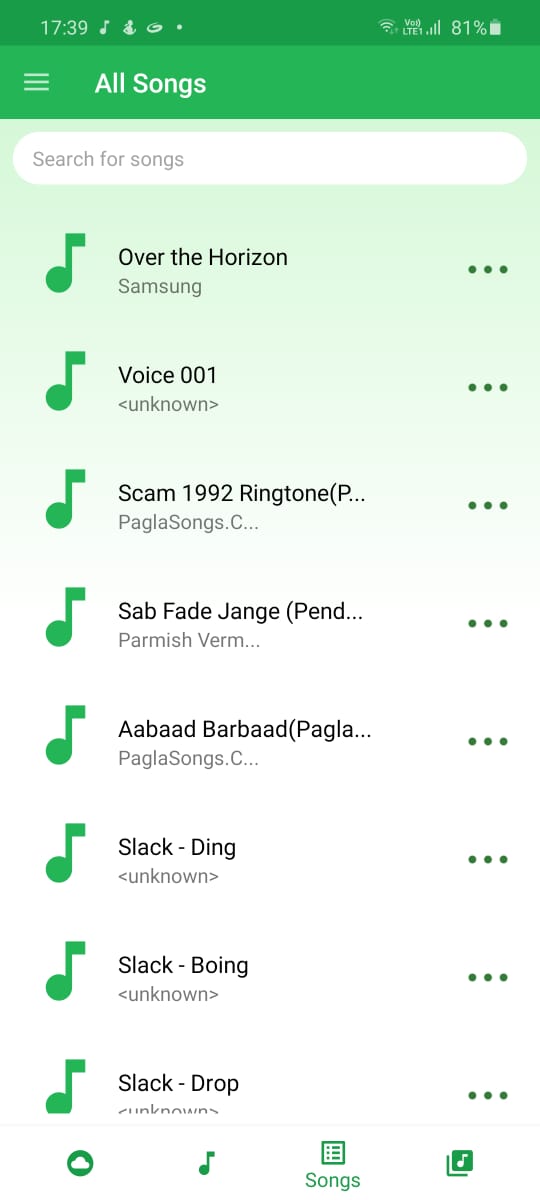 17:39
Vo)) LTE1 81%
All Songs
Search for songs
Over the Horizon
Samsung
Voice 001
<unknown>
Scam 1992 Ringtone(P...
PaglaSongs.C...
Sab Fade Jange (Pend...
Parmish Verm...
Aabaad Barbaad(Pagla...
PaglaSongs.C...
Slack - Ding
<unknown>
Slack - Boing
<unknown>
Slack - Drop
<unknown>
Songs